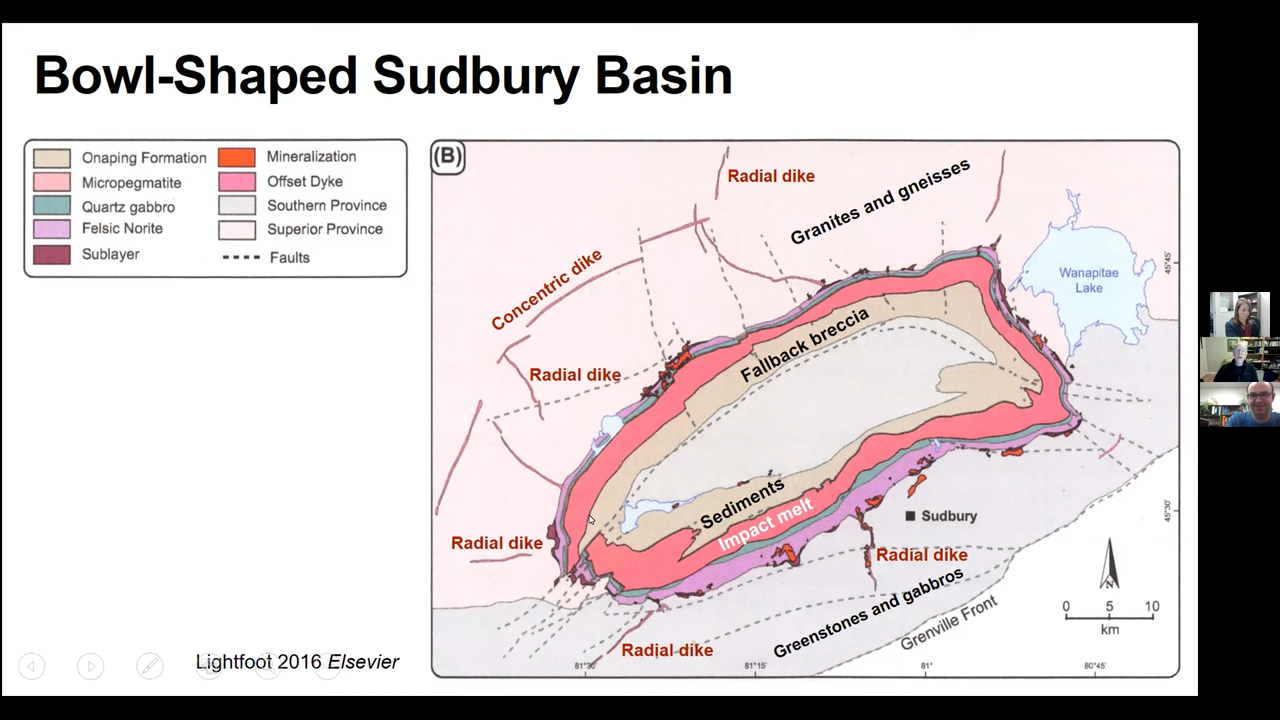 Bowl-Shaped Sudbury Basin
Onaping Formation
Micropegmatite
Quartz gabbro
Felsic Norite
Sublayer
Mineralization
Offset Dyke
Southern Province
Superior Province
Faults
(B)
Radial dike
Granites and gneisses
Concentric dike
Wanapitae
Lake
45°45'
Radial dike
Fallback breccia
Sediments
Impact melt
45°30'
Sudbury
Radial dike
Radial dike
Greenstones and gabbros
Grenville Front
Radial dike
N
0 5 10
km
81°30'
81°15'
81°
80°45'
Lightfoot 2016 Elsevier